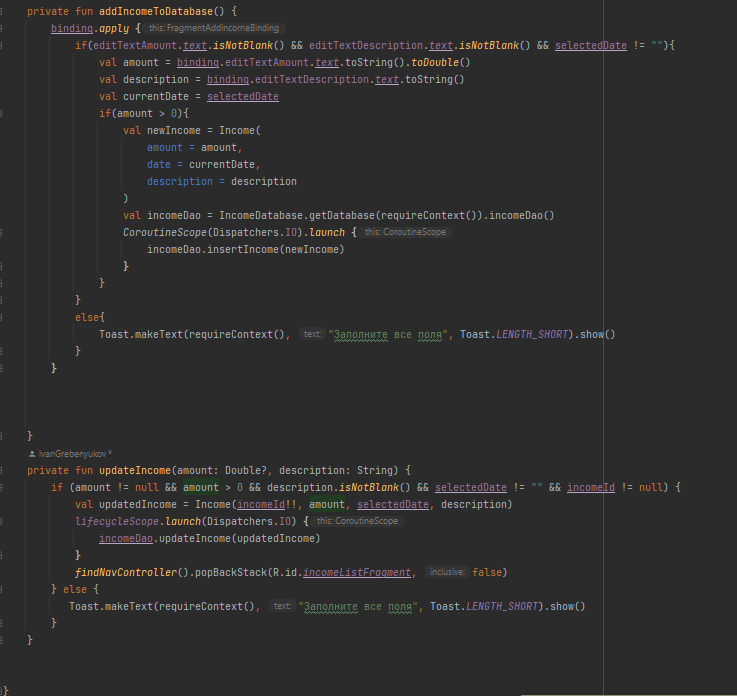 private fun addIncomeToDatabase() {
binding.apply { this: FragmentAddIncomeBinding
if(editTextAmount.text.isNotBlank() && editTextDescription.text.isNotBlank() && selectedDate != ""){
val amount = binding.editTextAmount.text.toString().toDouble()
val description = binding.editTextDescription.text.toString()
val currentDate = selectedDate
if(amount > 0){
val newIncome = Income(
amount = amount,
date = currentDate,
description = description
)
val incomeDao = IncomeDatabase.getDatabase(requireContext()).incomeDao()
CoroutineScope(Dispatchers.IO).launch { this: CoroutineScope
incomeDao.insertIncome(newIncome)
}
}
}
else{
Toast.makeText(requireContext(), text: "Заполните все поля", Toast.LENGTH_SHORT).show()
}
}
}
IvanGrebenyukov *
private fun updateIncome(amount: Double?, description: String) {
if (amount != null && amount > 0 && description.isNotBlank() && selectedDate != "" && incomeId != null) {
val updatedIncome = Income(incomeId!!, amount, selectedDate, description)
lifecycleScope.launch(Dispatchers.IO) { this: CoroutineScope
incomeDao.updateIncome(updatedIncome)
}
findNavController().popBackStack(R.id.incomeListFragment, inclusive: false)
} else {
Toast.makeText(requireContext(), text: "Заполните все поля", Toast.LENGTH_SHORT).show()
}
}
}